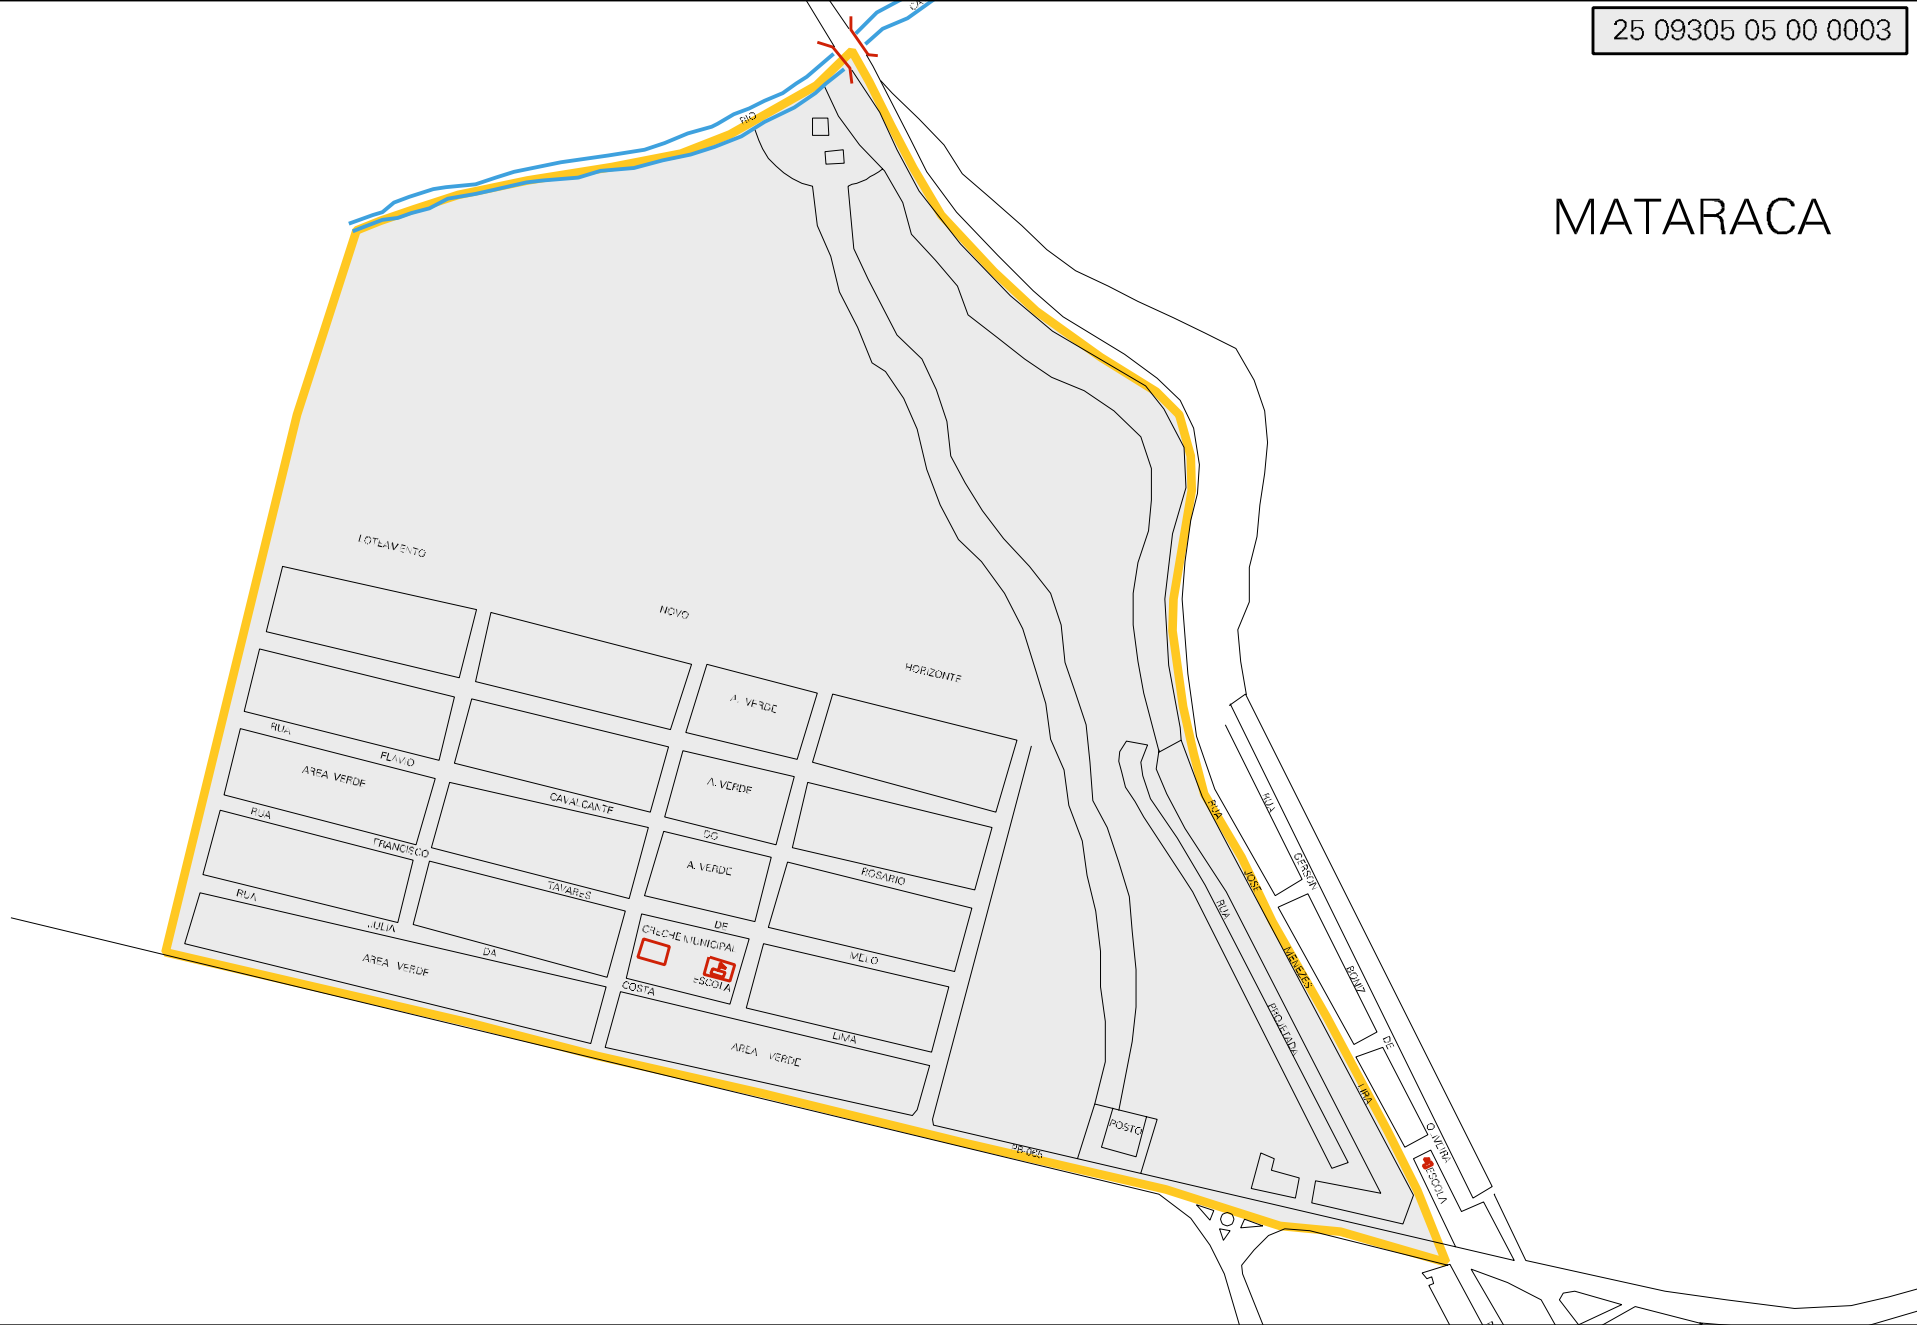 25 09305 05 00 0003
MATARACA
RIO
LOTEAMENTO
NOVO
HORIZONTE
A. VERDE
RUA
FLAVIO
CAVALCANTE
DO
ROSARIO
AREA VERDE
A. VERDE
RUA
FRANCISCO
TAVARES
DE
MELO
A. VERDE
RUA
JULIA
DA
COSTA
LIMA
CRECHE MUNICIPAL
ESCOLA
AREA VERDE
AREA VERDE
POSTO
PB-065
RUA
PROJETADA
RUA
JOSE
MENEZES
LIRA
RUA
GERSON
DE
OLIVEIRA
ESCOLA